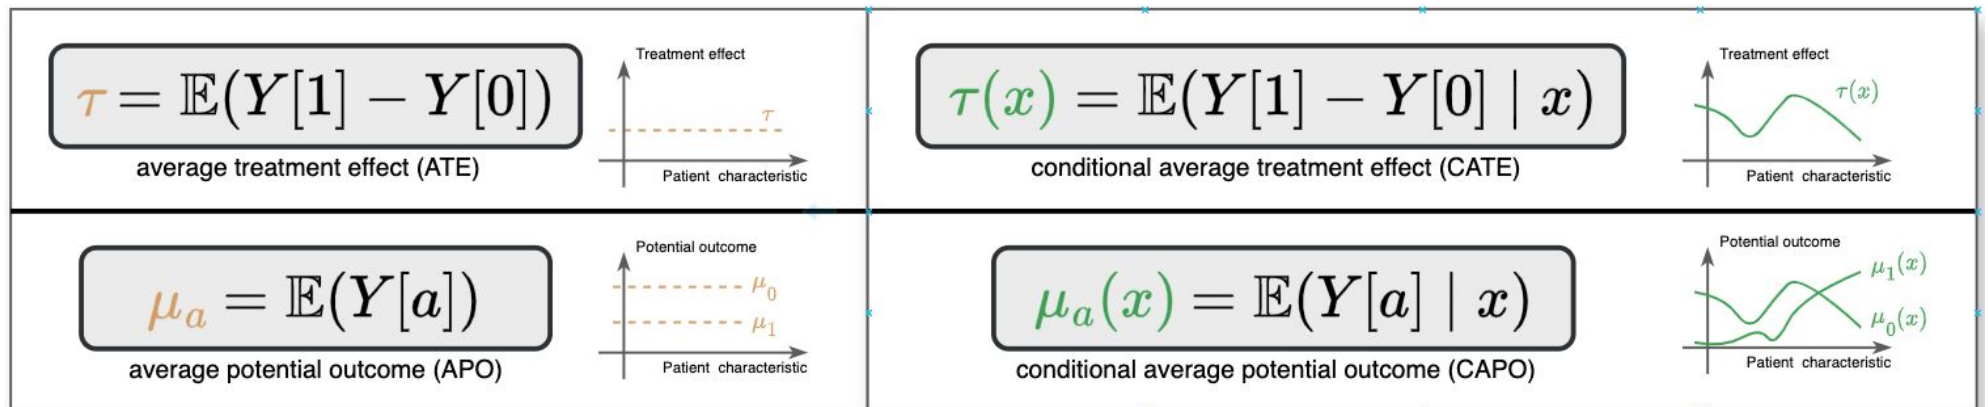 τ = 𝔼(Y[1] − Y[0])
average treatment effect (ATE)
Treatment effect
τ
Patient characteristic
τ(x) = 𝔼(Y[1] − Y[0] | x)
conditional average treatment effect (CATE)
Treatment effect
τ(x)
Patient characteristic
μₐ = 𝔼(Y[a])
average potential outcome (APO)
Potential outcome
μ₀
μ₁
Patient characteristic
μₐ(x) = 𝔼(Y[a] | x)
conditional average potential outcome (CAPO)
Potential outcome
μ₁(x)
μ₀(x)
Patient characteristic